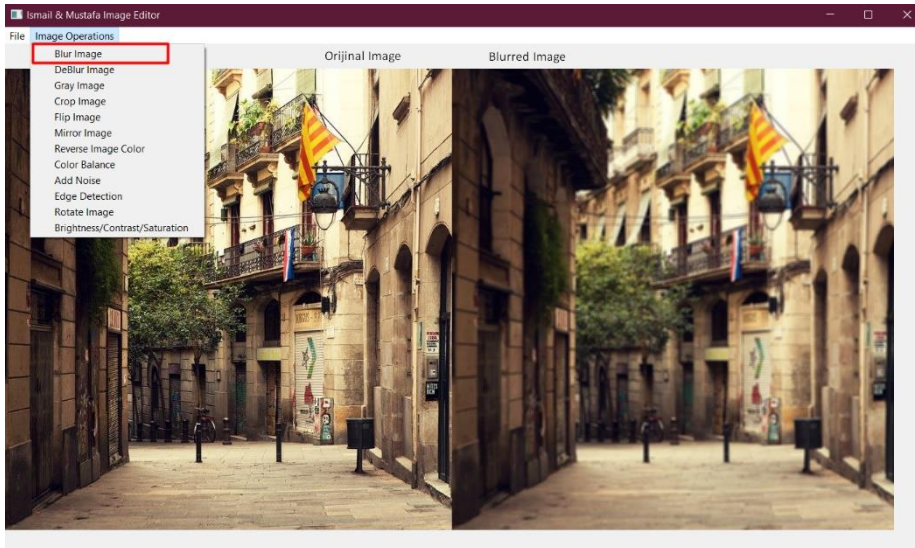 Ismail & Mustafa Image Editor
File Image Operations
Blur Image
DeBlur Image
Gray Image
Crop Image
Flip Image
Mirror Image
Reverse Image Color
Color Balance
Add Noise
Edge Detection
Rotate Image
Brightness/Contrast/Saturation
Orijinal Image
Blurred Image